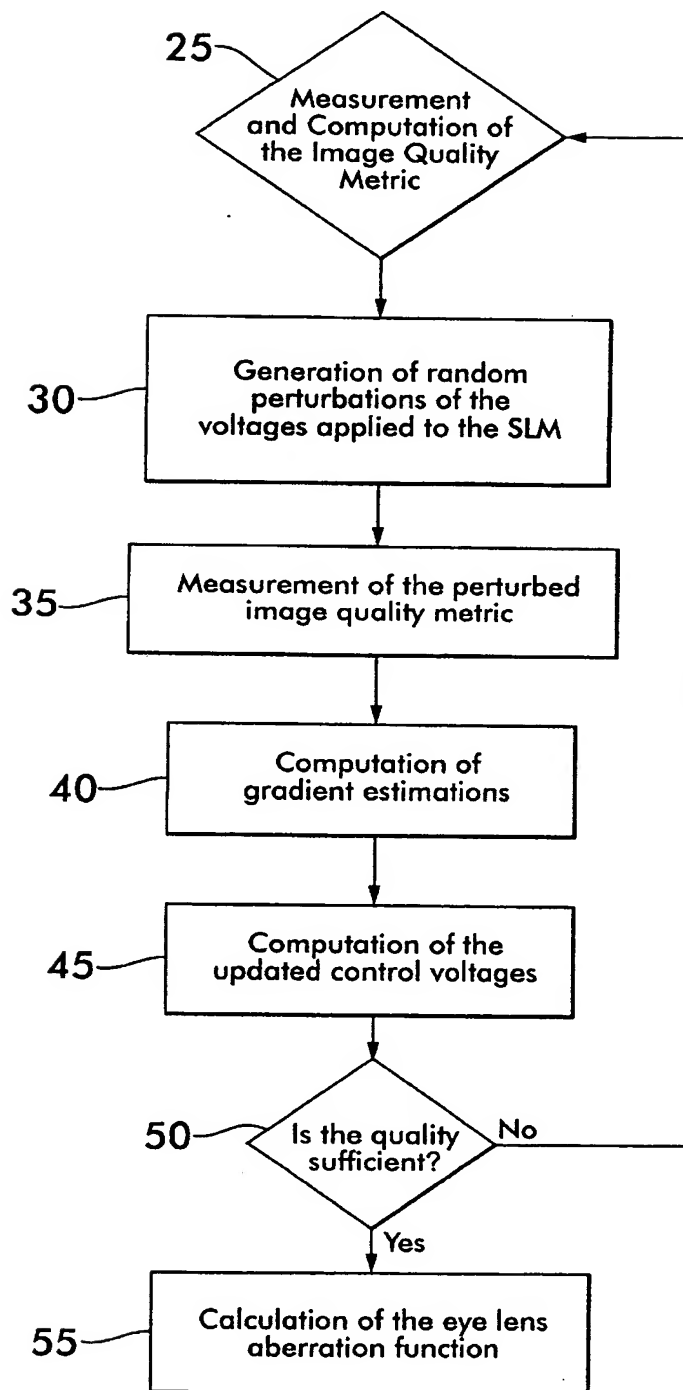 25
Measurement
and Computation of
the Image Quality
Metric
30
Generation of random
perturbations of the
voltages applied to the SLM
35
Measurement of the perturbed
image quality metric
40
Computation of
gradient estimations
45
Computation of the
updated control voltages
50
Is the quality
sufficient?
No
Yes
55
Calculation of the eye lens
aberration function